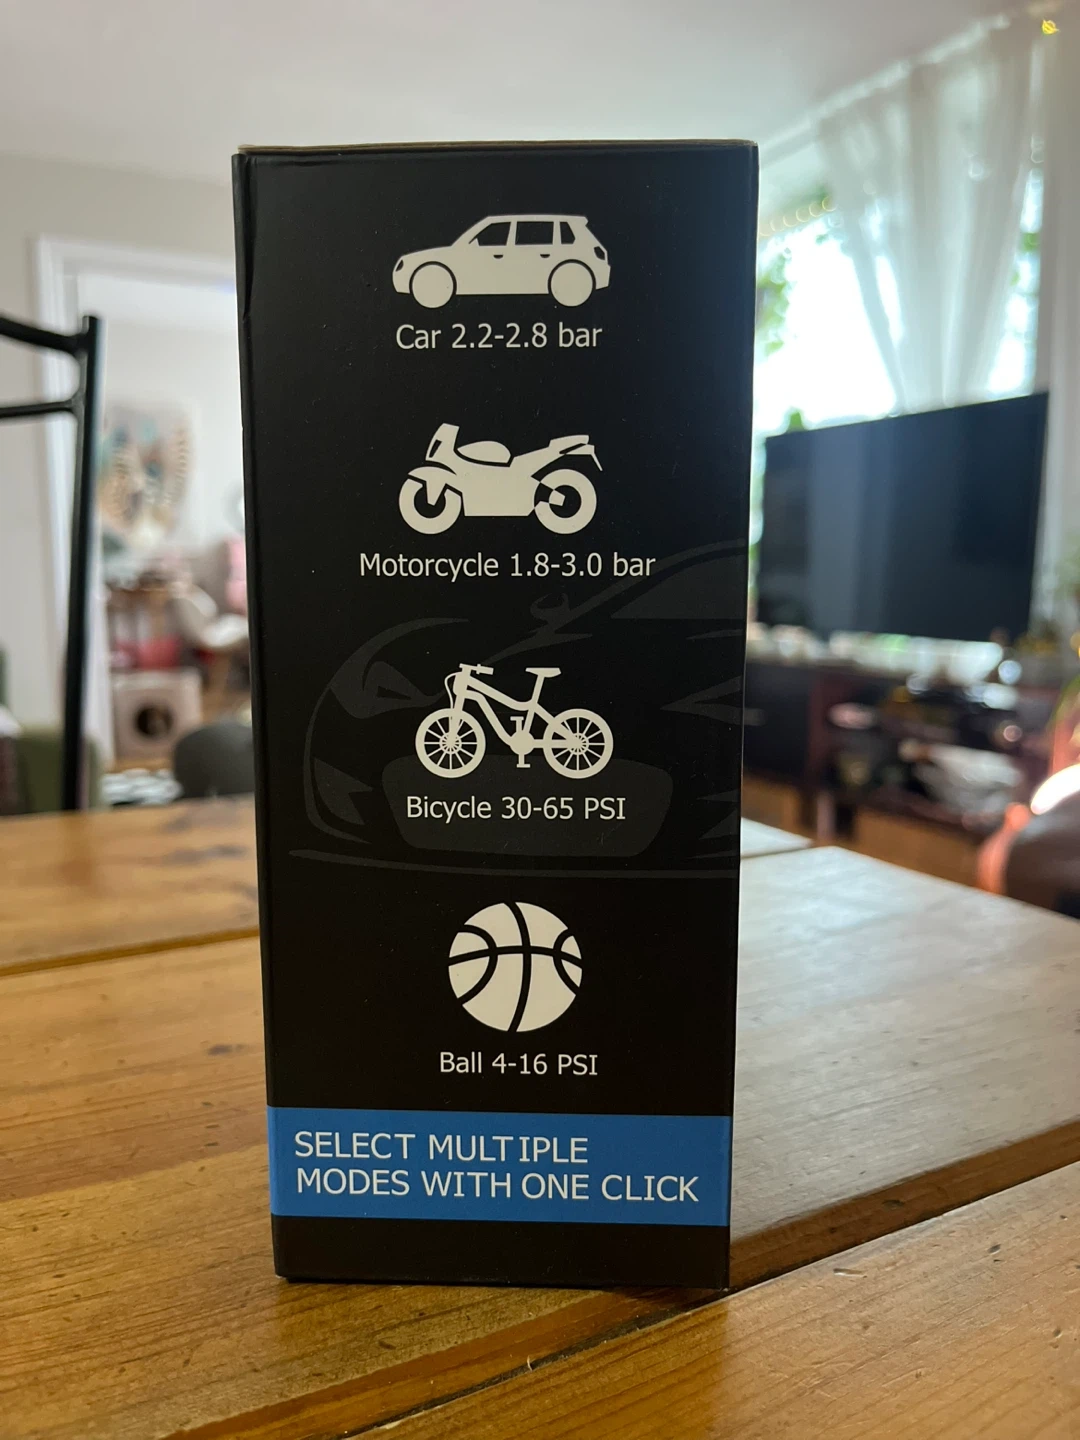 Car 2.2-2.8 bar
Motorcycle 1.8-3.0 bar
Bicycle 30-65 PSI
Ball 4-16 PSI
SELECT MULTIPLE
MODES WITH ONE CLICK